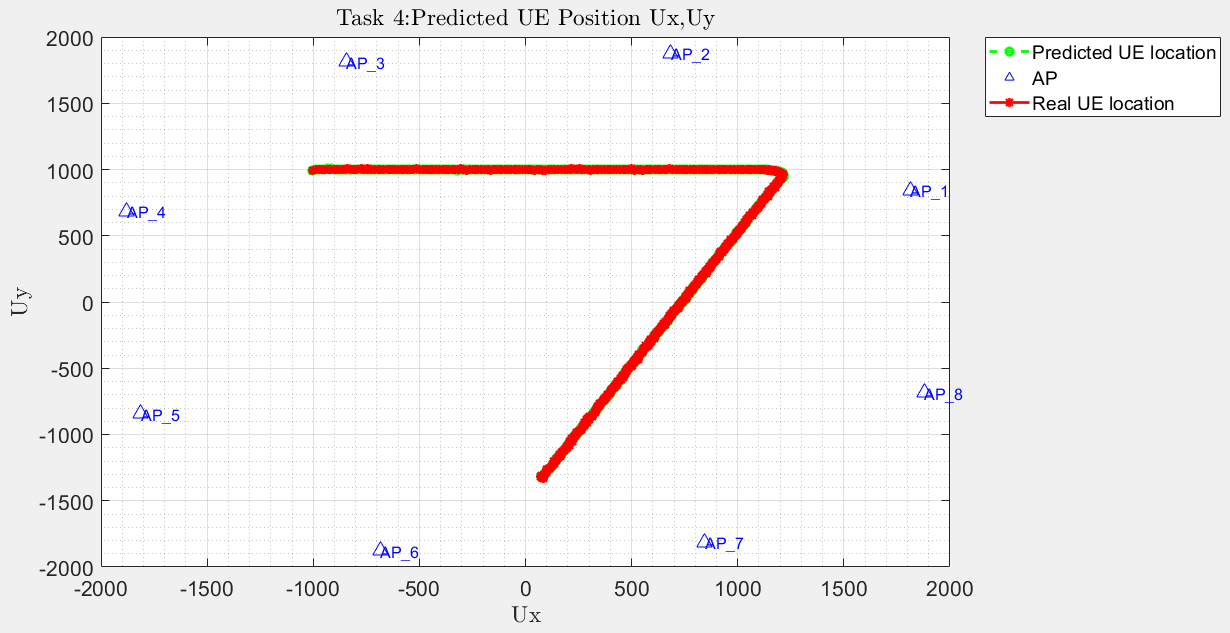 Task 4:Predicted UE Position Ux,Uy
Predicted UE location
AP
Real UE location
2000
1500
1000
500
0
-500
-1000
-1500
-2000
Uy
AP_3
AP_2
AP_4
AP_1
AP_5
AP_8
AP_6
AP_7
-2000
-1500
-1000
-500
0
500
1000
1500
2000
Ux